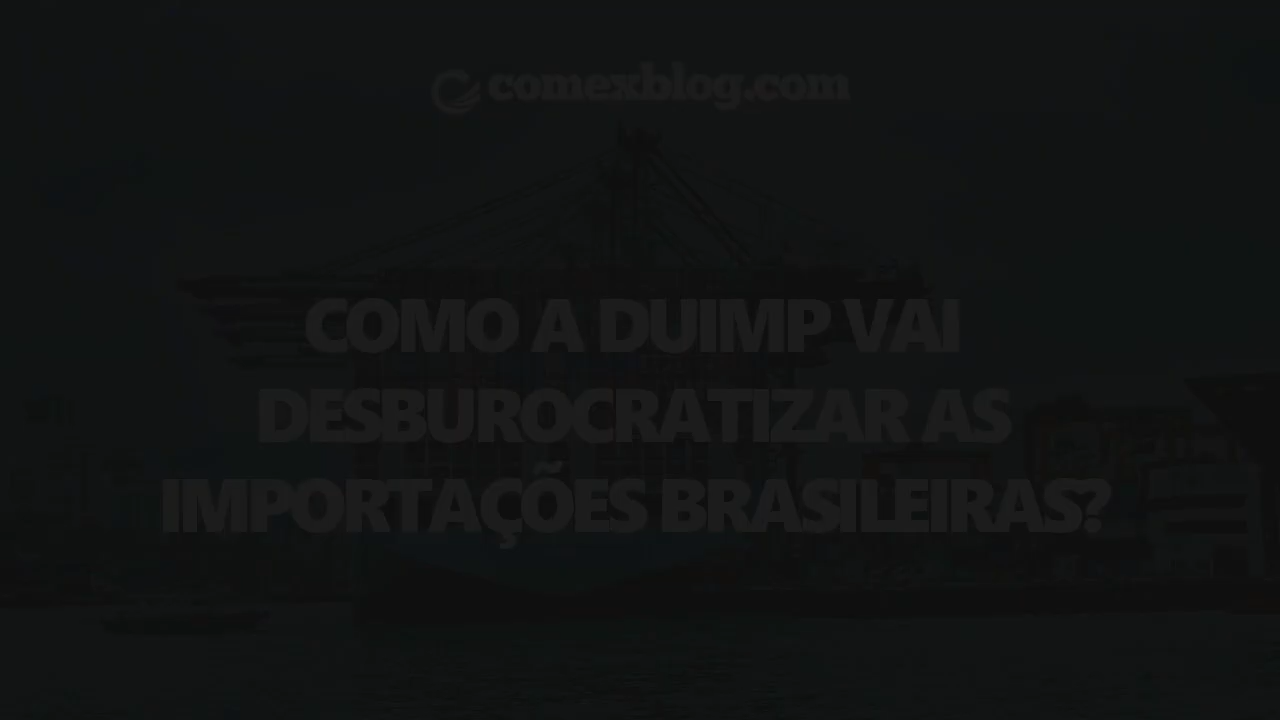 comexblog.com
COMO A DUIMP VAI
DESBUROCRATIZAR AS
IMPORTAÇÕES BRASILEIRAS?